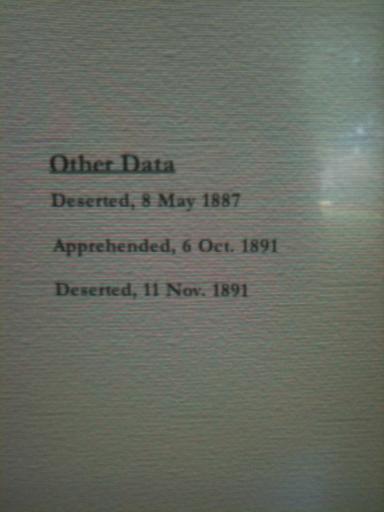 Other Data
Deserted, 8 May 1887
Apprehended, 6 Oct. 1891
Deserted, 11 Nov. 1891